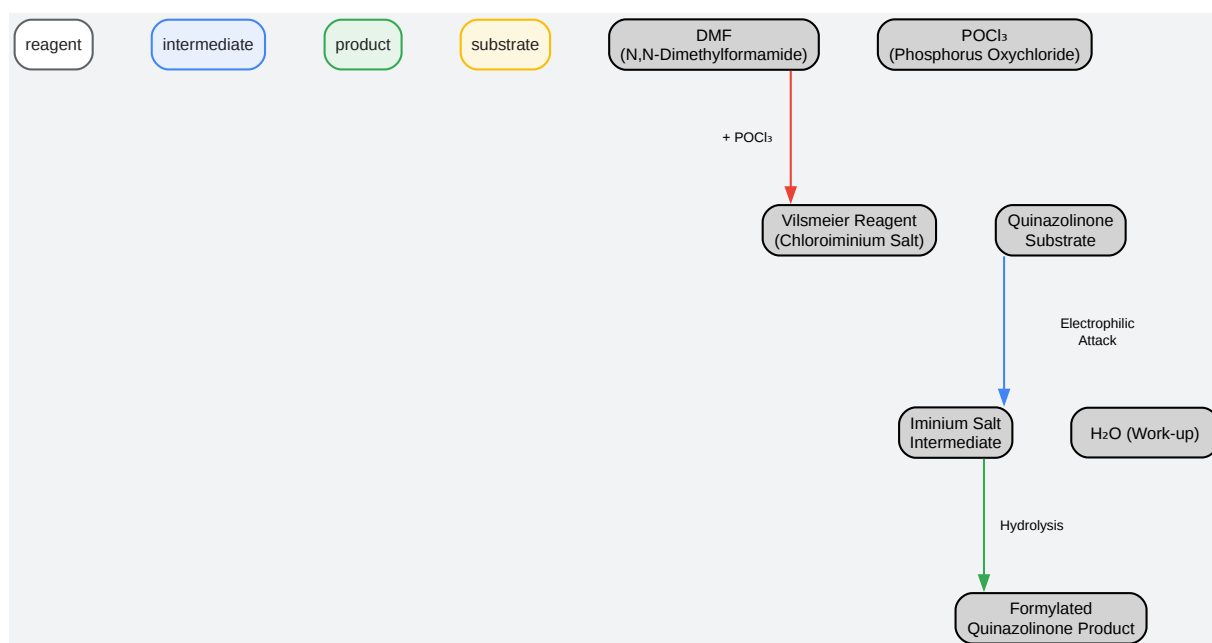 reagent
intermediate
product
substrate
DMF
(N,N-Dimethylformamide)
POCl₃
(Phosphorus Oxychloride)
+ POCl₃
Vilsmeier Reagent
(Chloroiminium Salt)
Quinazolinone
Substrate
Electrophilic
Attack
Iminium Salt
Intermediate
H₂O (Work-up)
Hydrolysis
Formylated
Quinazolinone Product